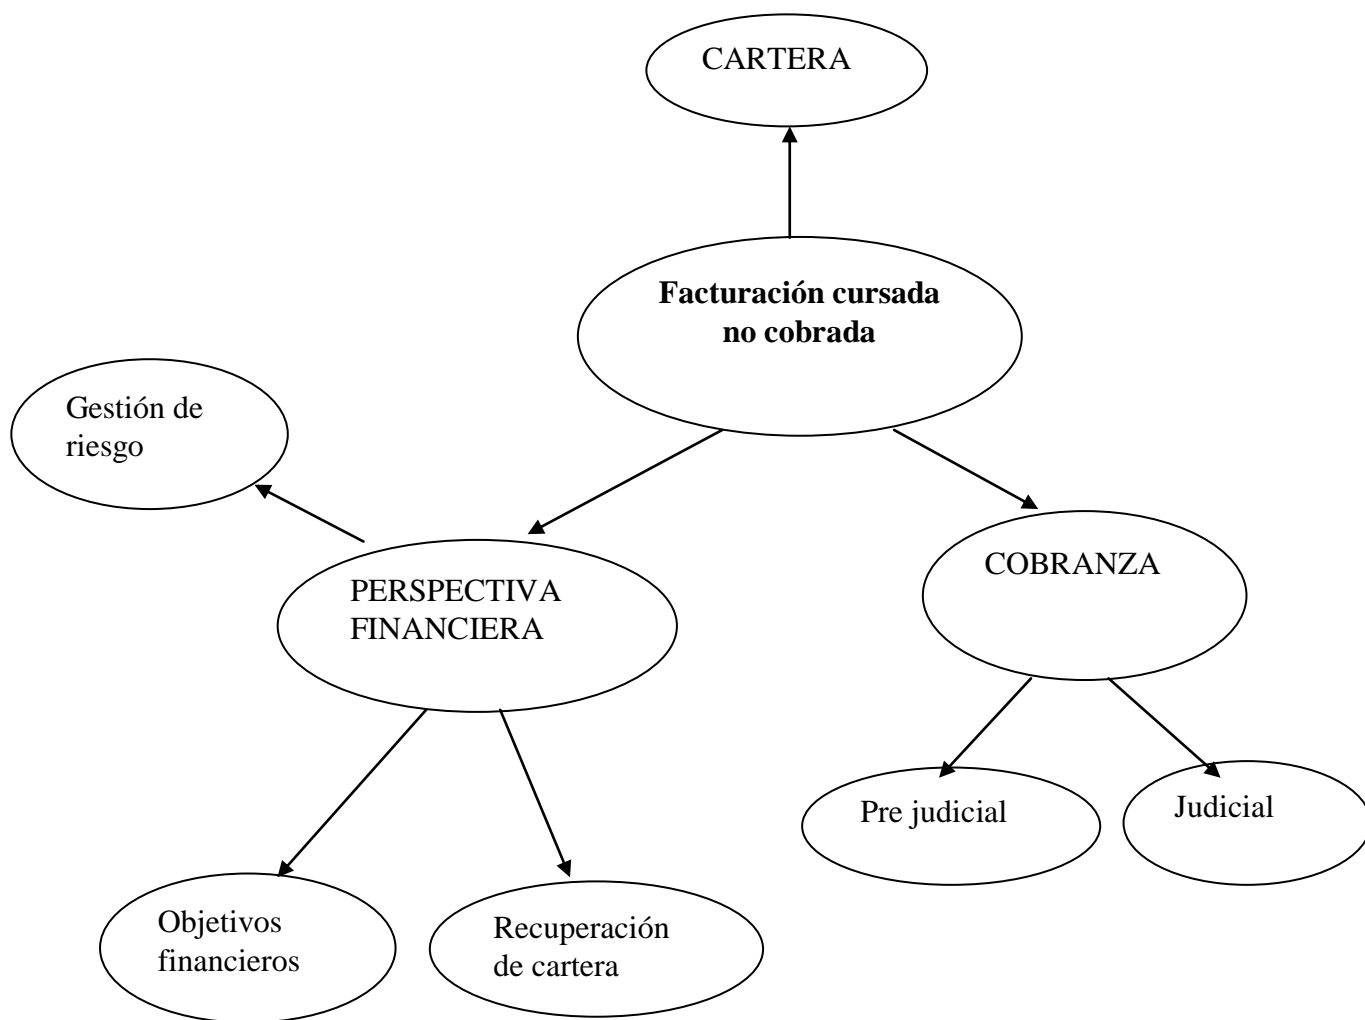 CARTERA
Facturación cursada
no cobrada
Gestión de
riesgo
PERSPECTIVA
FINANCIERA
COBRANZA
Pre judicial
Judicial
Objetivos
financieros
Recuperación
de cartera